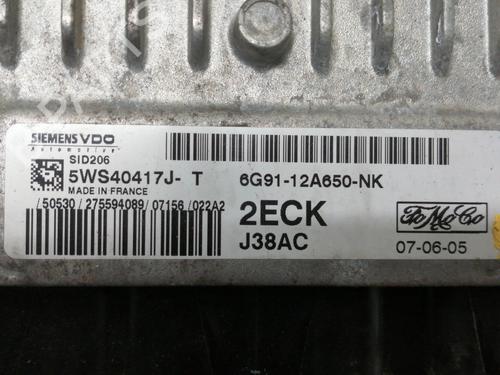 SIEMENS VDO
Automotive
SID206
5WS40417J- T
MADE IN FRANCE
/ 50530 / 275594089 / 07156 / 022A2
6G91-12A650-NK
2ECK
J38AC
FoMoCo
07-06-05